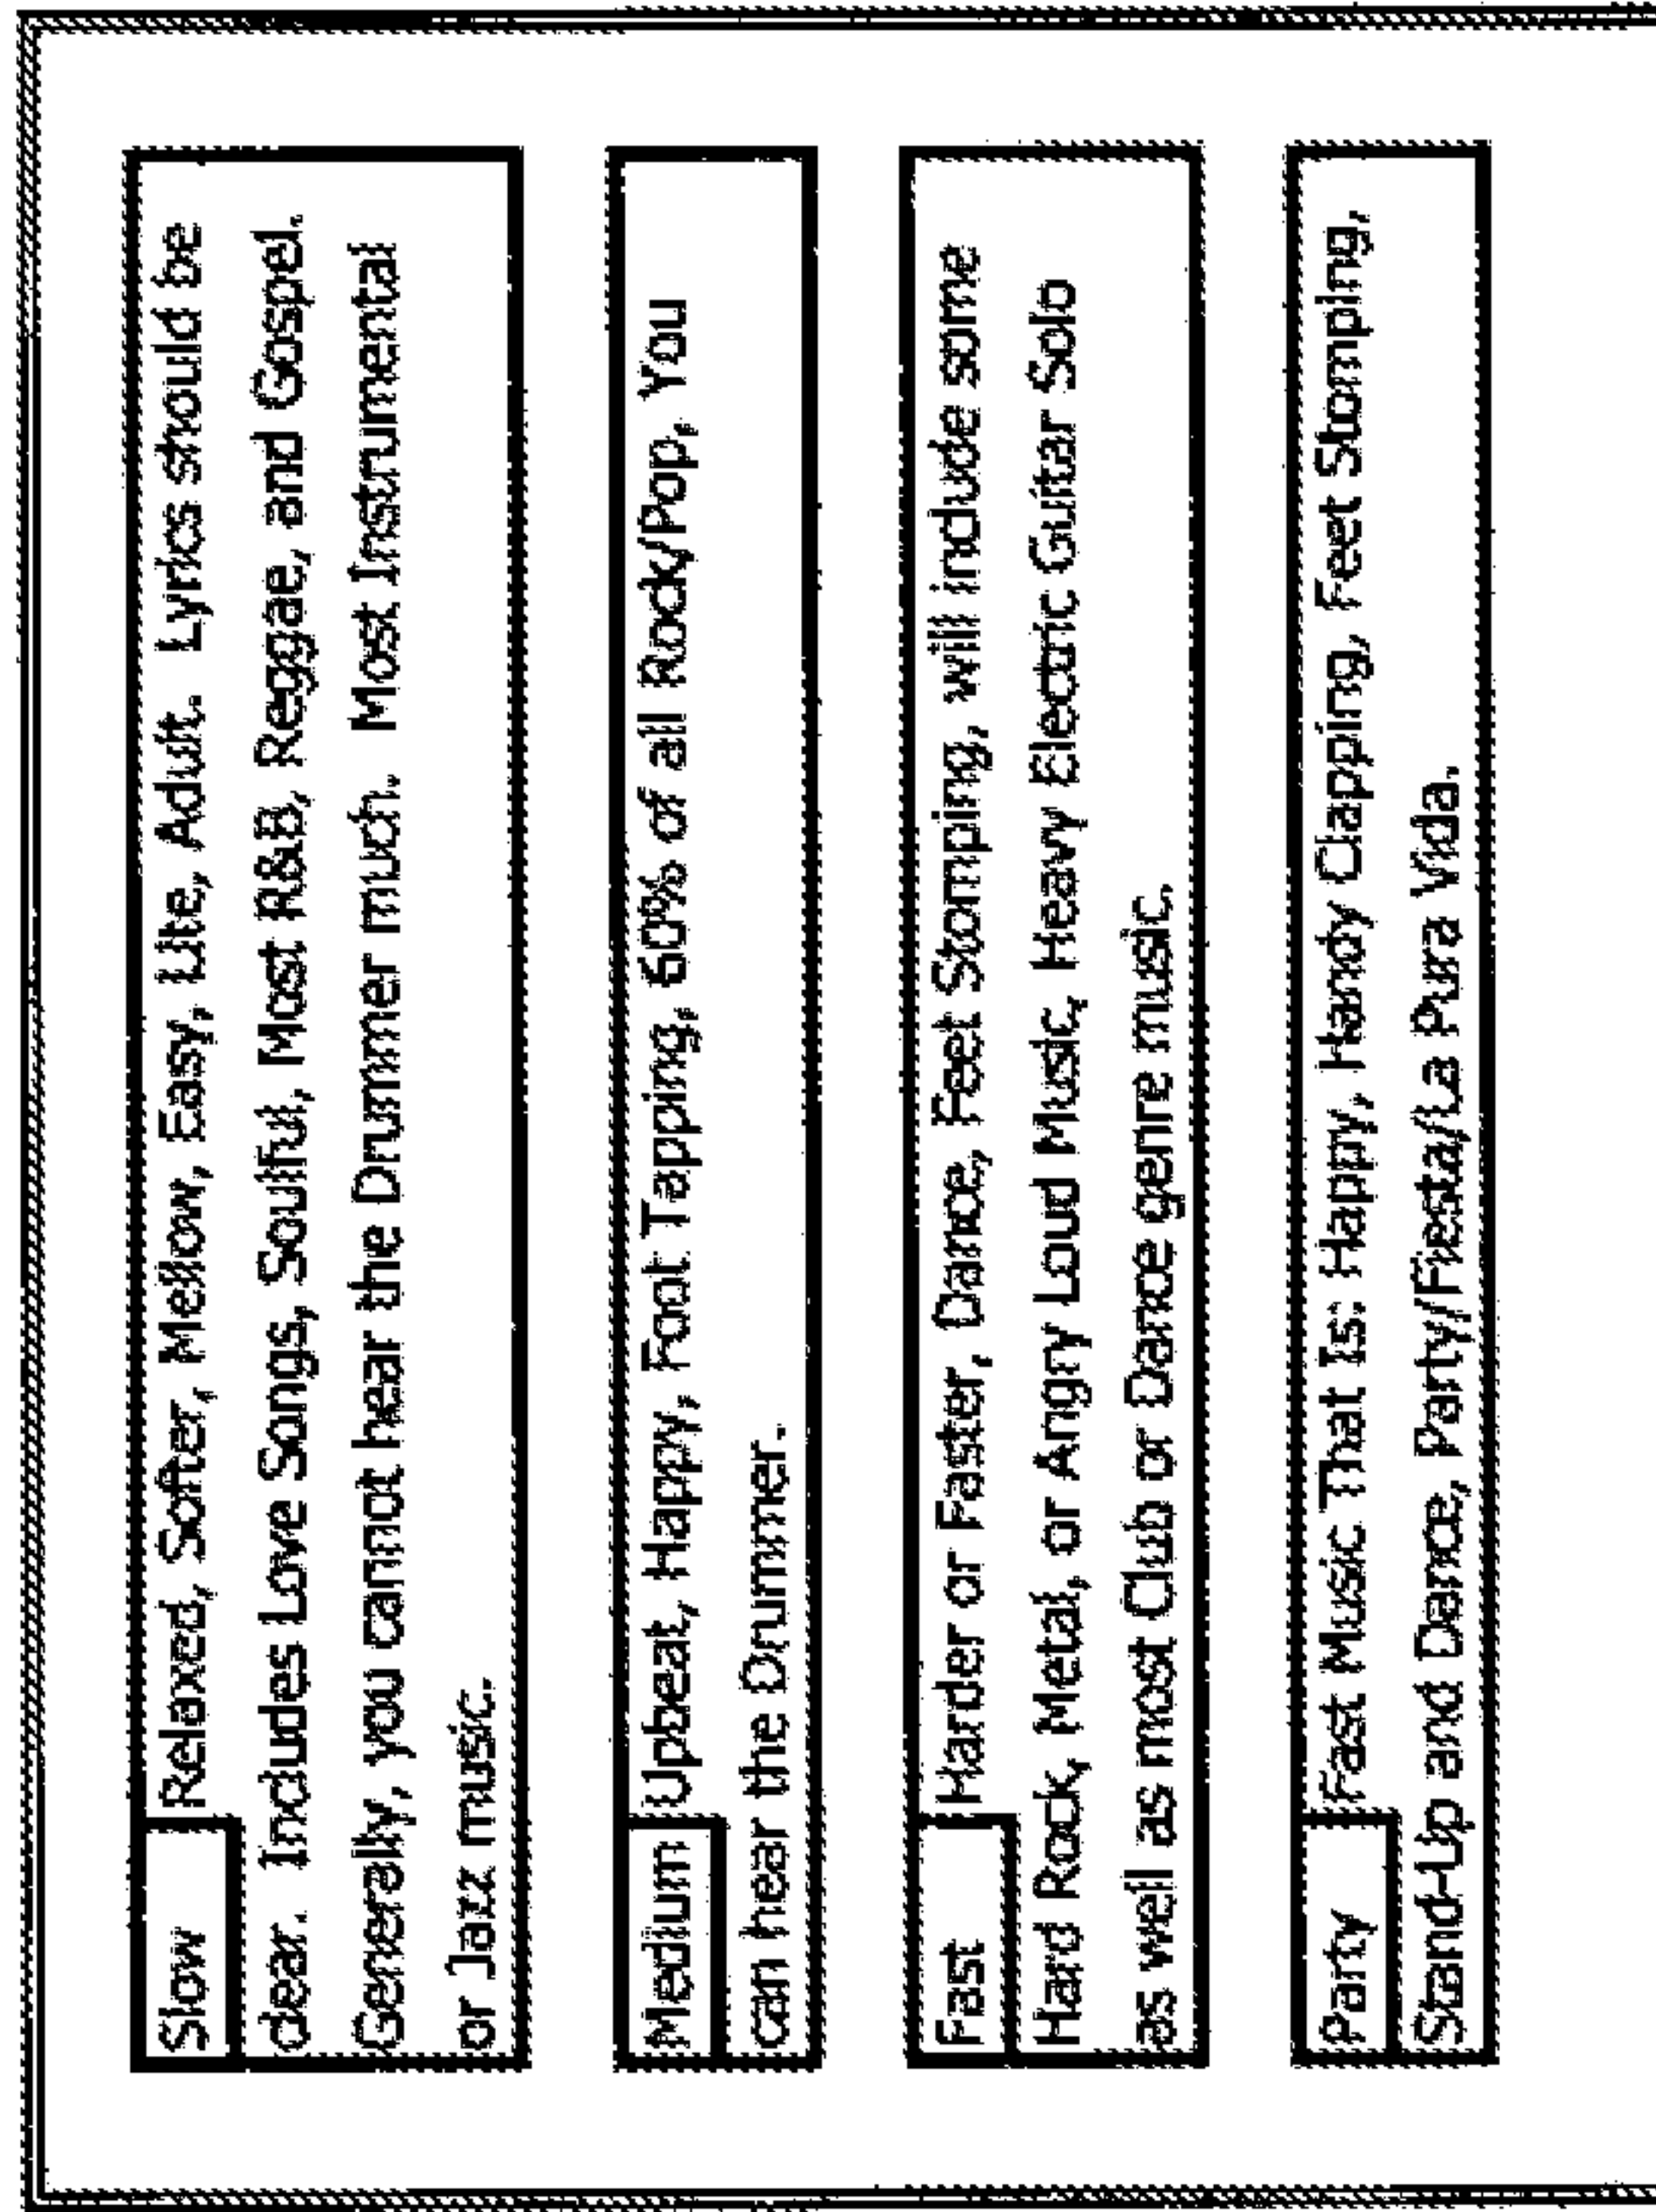 Slow Relaxed, Softer, Mellow, Easy, Lite, Adult. Lyrics should be
clear. Includes Love Songs, Soulful, Most R&B, Reggae, and Gospel.
Generally, you cannot hear the Drummer much. Most Instrumental
or Jazz music.
Medium Upbeat, Happy, Foot Tapping, 60% of all Rock/Pop, You
can hear the Drummer.
Fast Harder or Faster, Dance, Feet Stomping, will include some
Hard Rock, Metal, or Angry Loud Music, Heavy Electric Guitar Solo
as well as most Club or Dance genre music.
Party Fast Music That Is: Happy, Handy Clapping, Feet Stomping,
Stand-Up and Dance, Party/Fiesta/La Pura Vida.